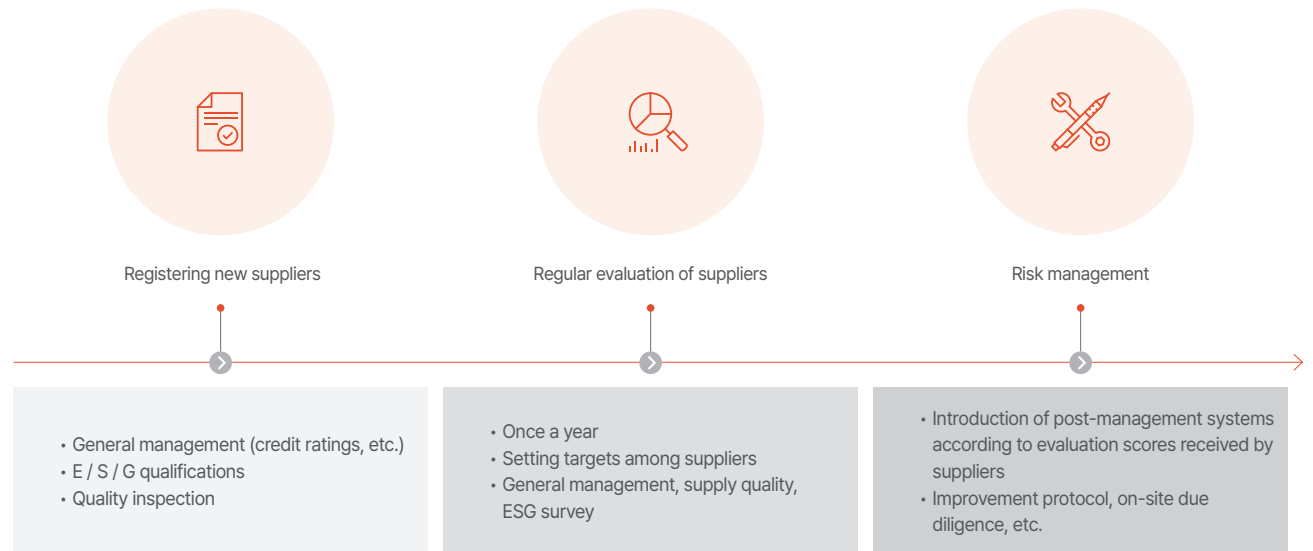 Registering new suppliers
Regular evaluation of suppliers
Risk management
• General management (credit ratings, etc.)
• E / S / G qualifications
• Quality inspection
• Once a year
• Setting targets among suppliers
• General management, supply quality,
ESG survey
• Introduction of post-management systems
according to evaluation scores received by
suppliers
• Improvement protocol, on-site due
diligence, etc.